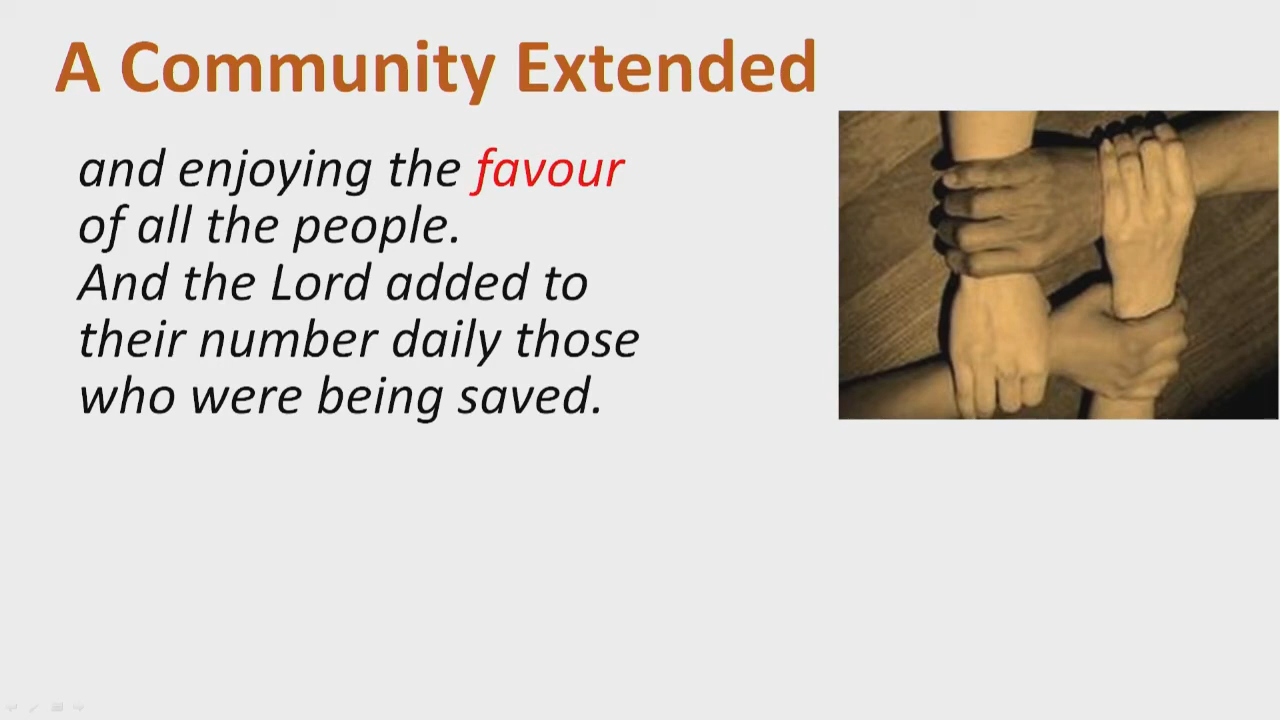 A Community Extended
and enjoying the favour
of all the people.
And the Lord added to
their number daily those
who were being saved.